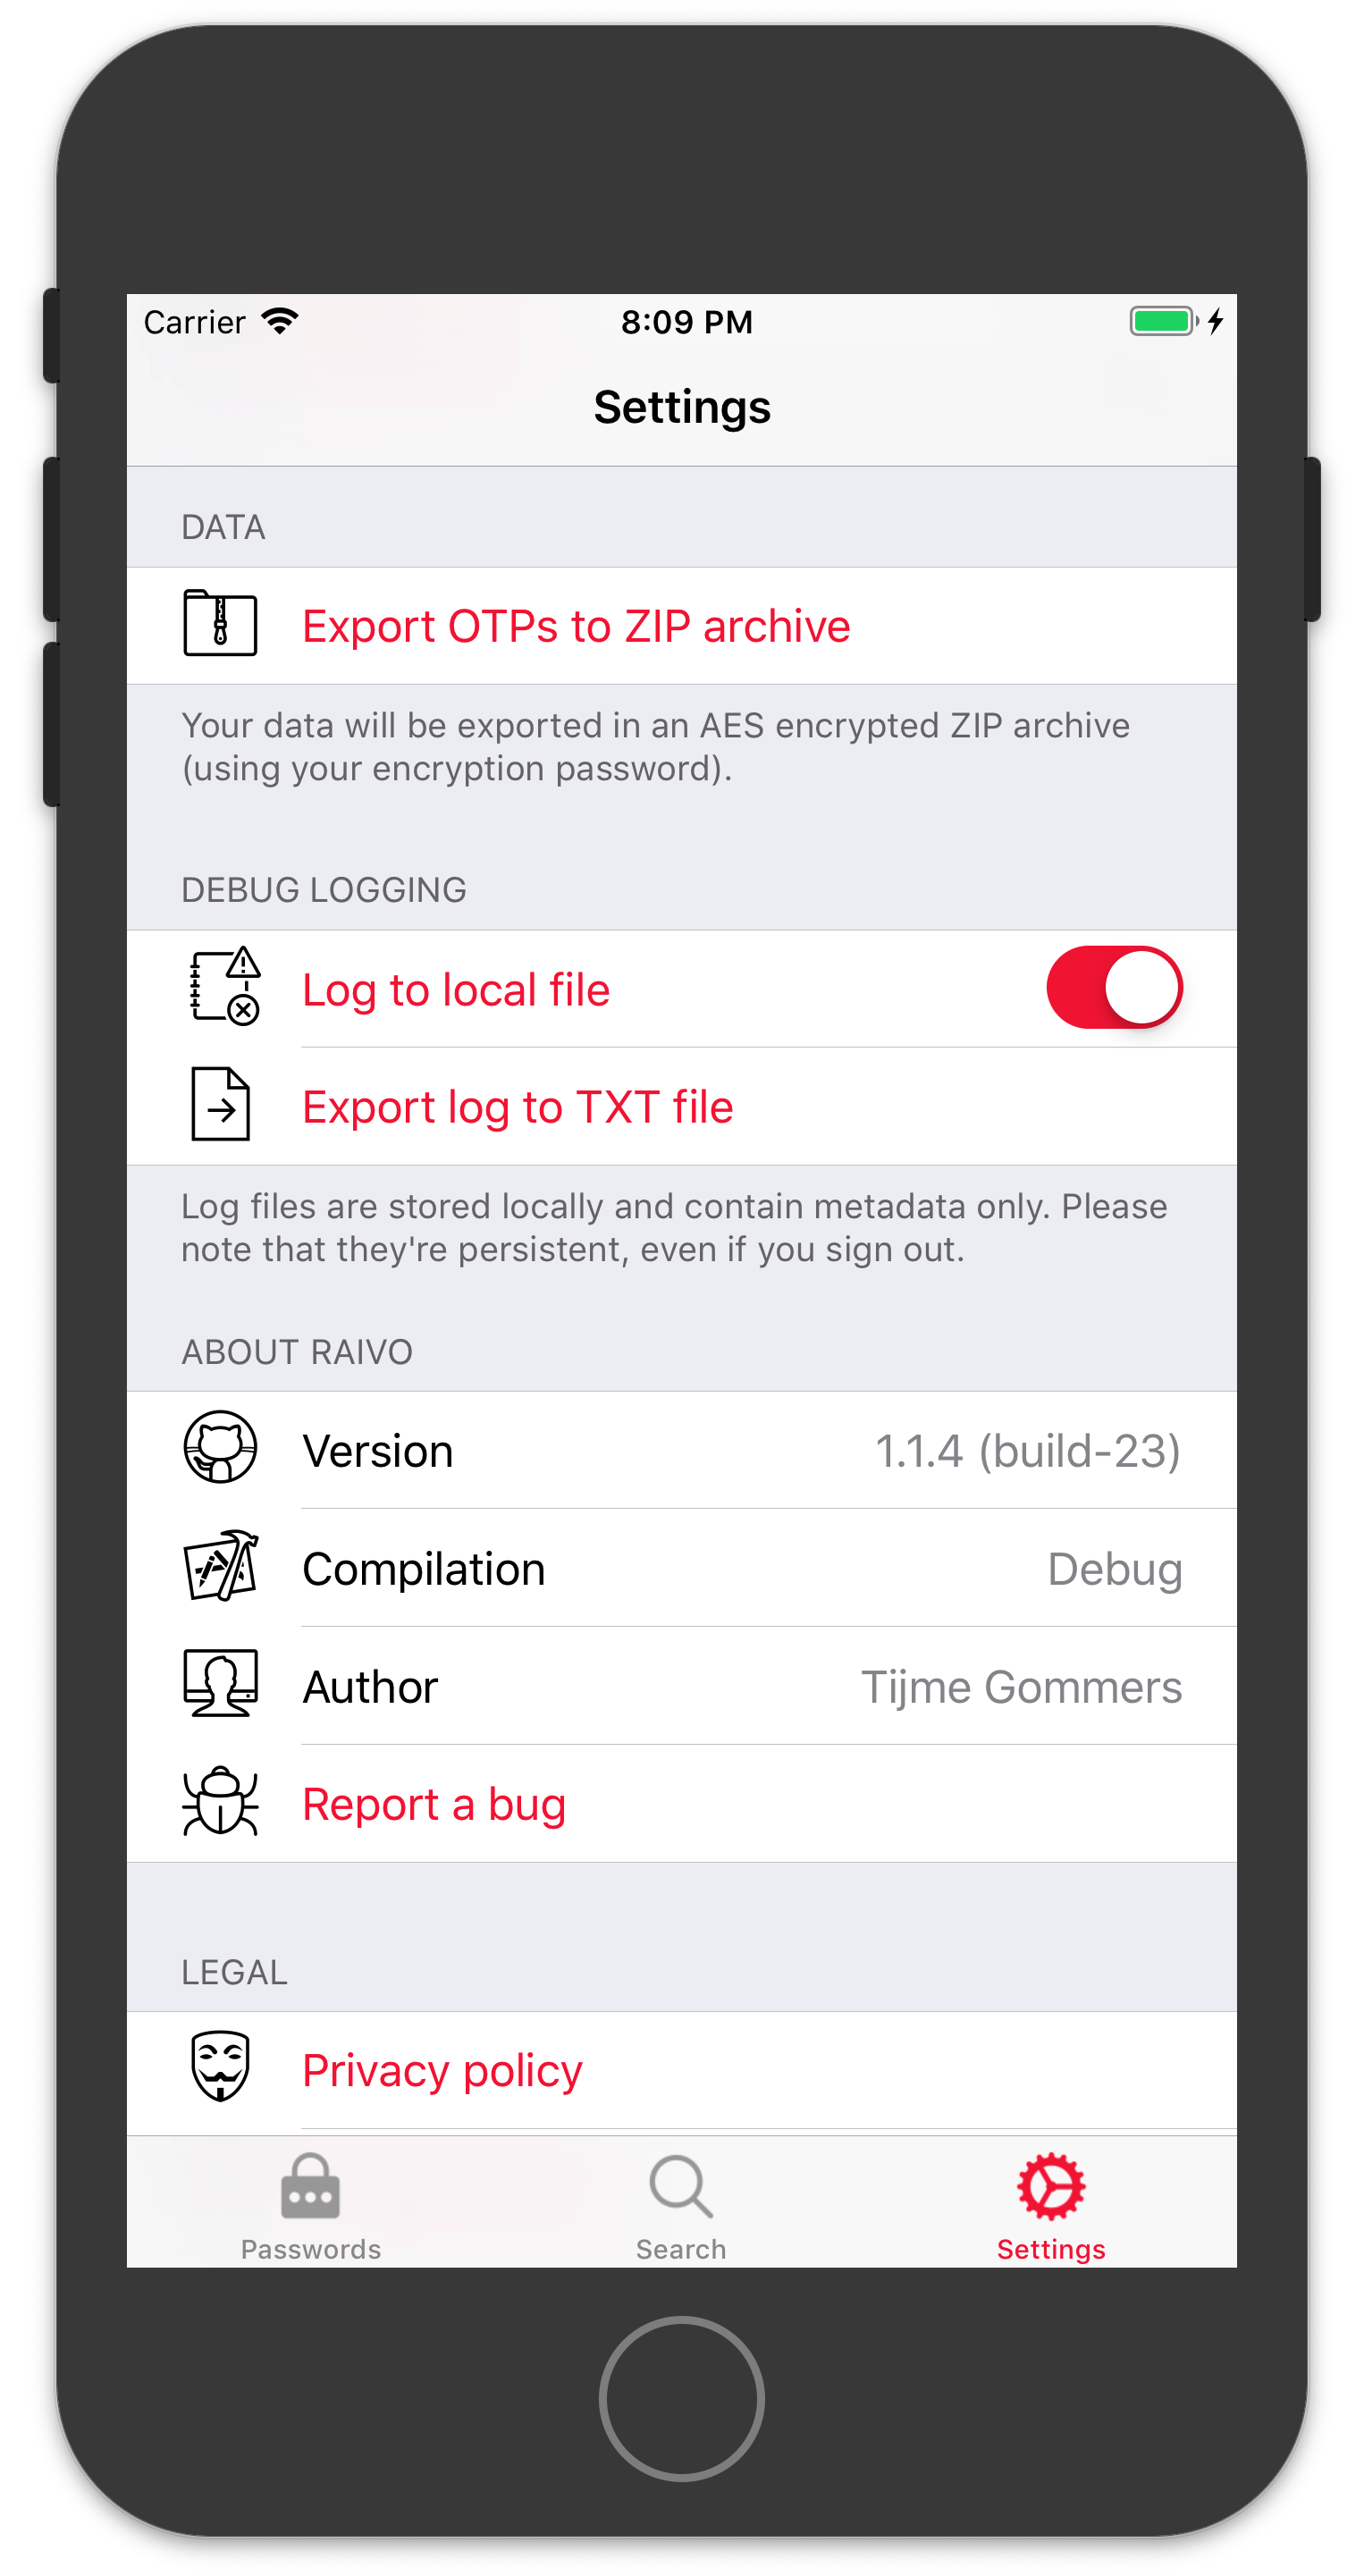 Carrier 8:09 PM
Settings
DATA
Export OTPs to ZIP archive
Your data will be exported in an AES encrypted ZIP archive
(using your encryption password).
DEBUG LOGGING
Log to local file
Export log to TXT file
Log files are stored locally and contain metadata only. Please
note that they're persistent, even if you sign out.
ABOUT RAIVO
Version 1.1.4 (build-23)
Compilation Debug
Author Tijme Gommers
Report a bug
LEGAL
Privacy policy
Passwords Search Settings